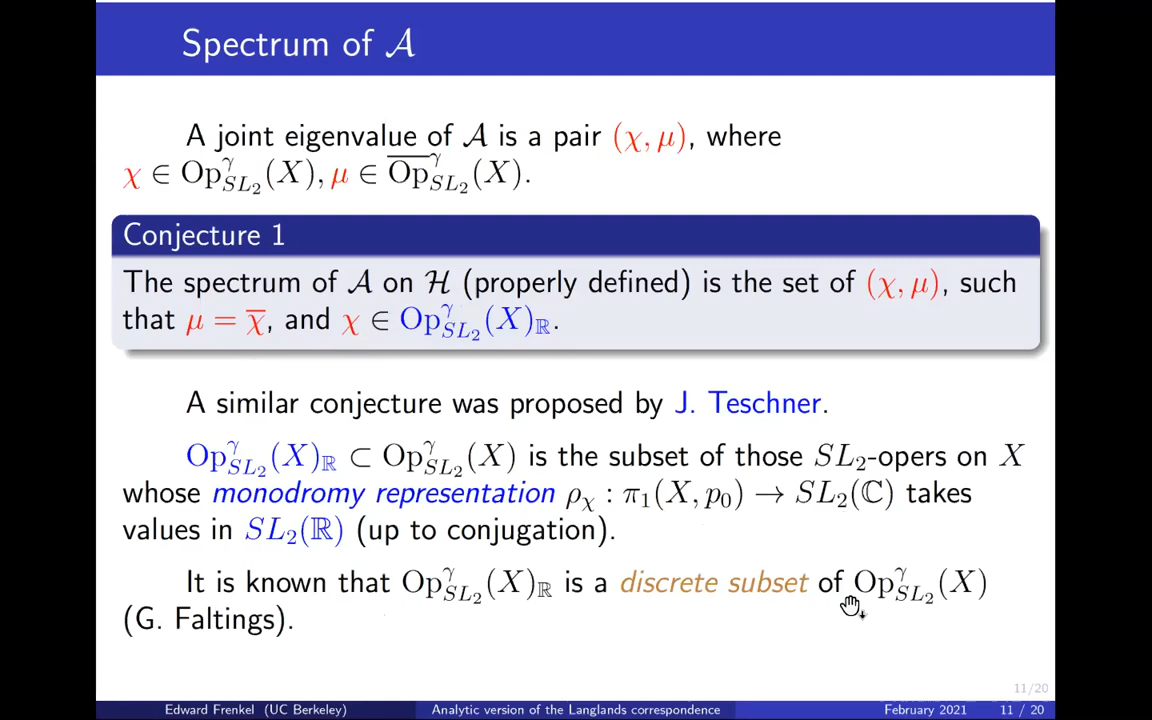 Spectrum of 𝒜
A joint eigenvalue of 𝒜 is a pair (χ, μ), where
χ ∈ Op^γ_{SL_2}(X), μ ∈ \overline{Op}^γ_{SL_2}(X).
Conjecture 1
The spectrum of 𝒜 on ℋ (properly defined) is the set of (χ, μ), such
that μ = \overline{χ}, and χ ∈ Op^γ_{SL_2}(X)_ℝ.
A similar conjecture was proposed by J. Teschner.
Op^γ_{SL_2}(X)_ℝ ⊂ Op^γ_{SL_2}(X) is the subset of those SL_2-opers on X
whose monodromy representation ρ_χ : π_1(X, p_0) → SL_2(ℂ) takes
values in SL_2(ℝ) (up to conjugation).
It is known that Op^γ_{SL_2}(X)_ℝ is a discrete subset of Op^γ_{SL_2}(X)
(G. Faltings).
11/20
Edward Frenkel (UC Berkeley) Analytic version of the Langlands correspondence February 2021 11 / 20